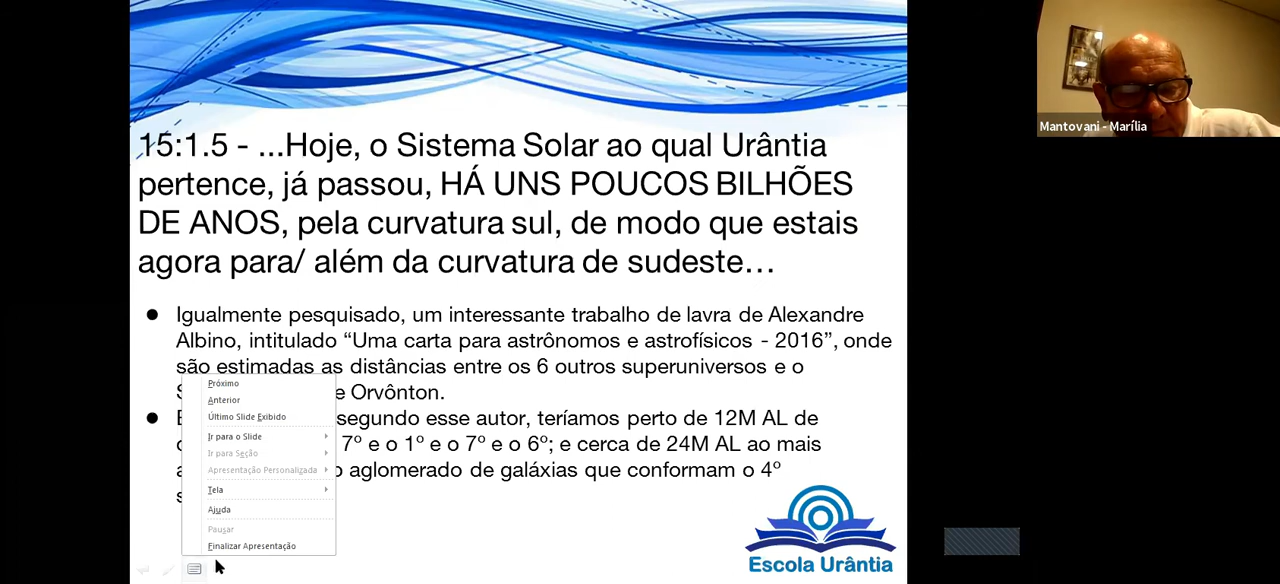 15:1.5 - ...Hoje, o Sistema Solar ao qual Urântia
pertence, já passou, HÁ UNS POUCOS BILHÕES
DE ANOS, pela curvatura sul, de modo que estais
agora para/ além da curvatura de sudeste…
● Igualmente pesquisado, um interessante trabalho de lavra de Alexandre
Albino, intitulado “Uma carta para astrônomos e astrofísicos - 2016”, onde
são estimadas as distâncias entre os 6 outros superuniversos e o
e Orvônton.
● segundo esse autor, teríamos perto de 12M AL de
7º e o 1º e o 7º e o 6º; e cerca de 24M AL ao mais
aglomerado de galáxias que conformam o 4º
Próximo
Anterior
Último Slide Exibido
Ir para o Slide
Ir para Seção
Apresentação Personalizada
Tela
Ajuda
Pausar
Finalizar Apresentação
Escola Urântia
Mantovani - Marília